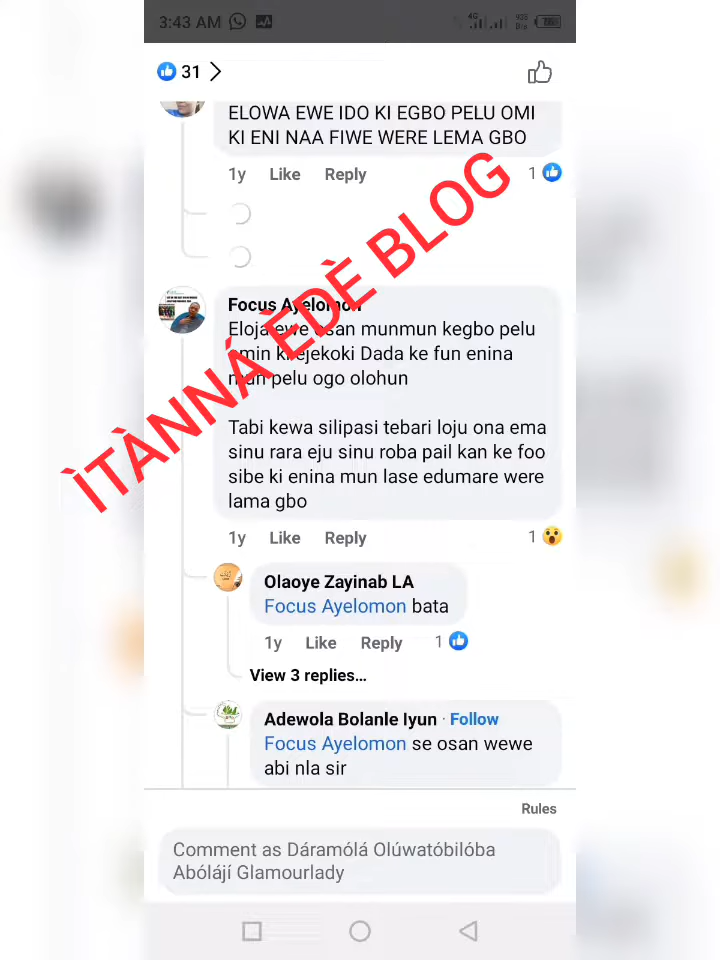 3:43 AM
31
ELOWA EWE IDO KI EGBO PELU OMI
KI ENI NAA FIWE WERE LEMA GBO
1y Like Reply 1
Focus Ayelomon
Eloja ewe osan munmun kegbo pelu
omin ki ejekoki Dada ke fun enina
mun pelu ogo olohun
Tabi kewa silipasi tebari loju ona ema
sinu rara eju sinu roba pail kan ke foo
sibe ki enina mun lase edumare were
lama gbo
1y Like Reply 1
Olaoye Zayinab LA
Focus Ayelomon bata
1y Like Reply 1
View 3 replies...
Adewola Bolanle Iyun · Follow
Focus Ayelomon se osan wewe
abi nla sir
Rules
Comment as Dáramólá Olúwatóbilóba
Abólájí Glamourlady
ÌTÀNNÁ ÈDÈ BLOG